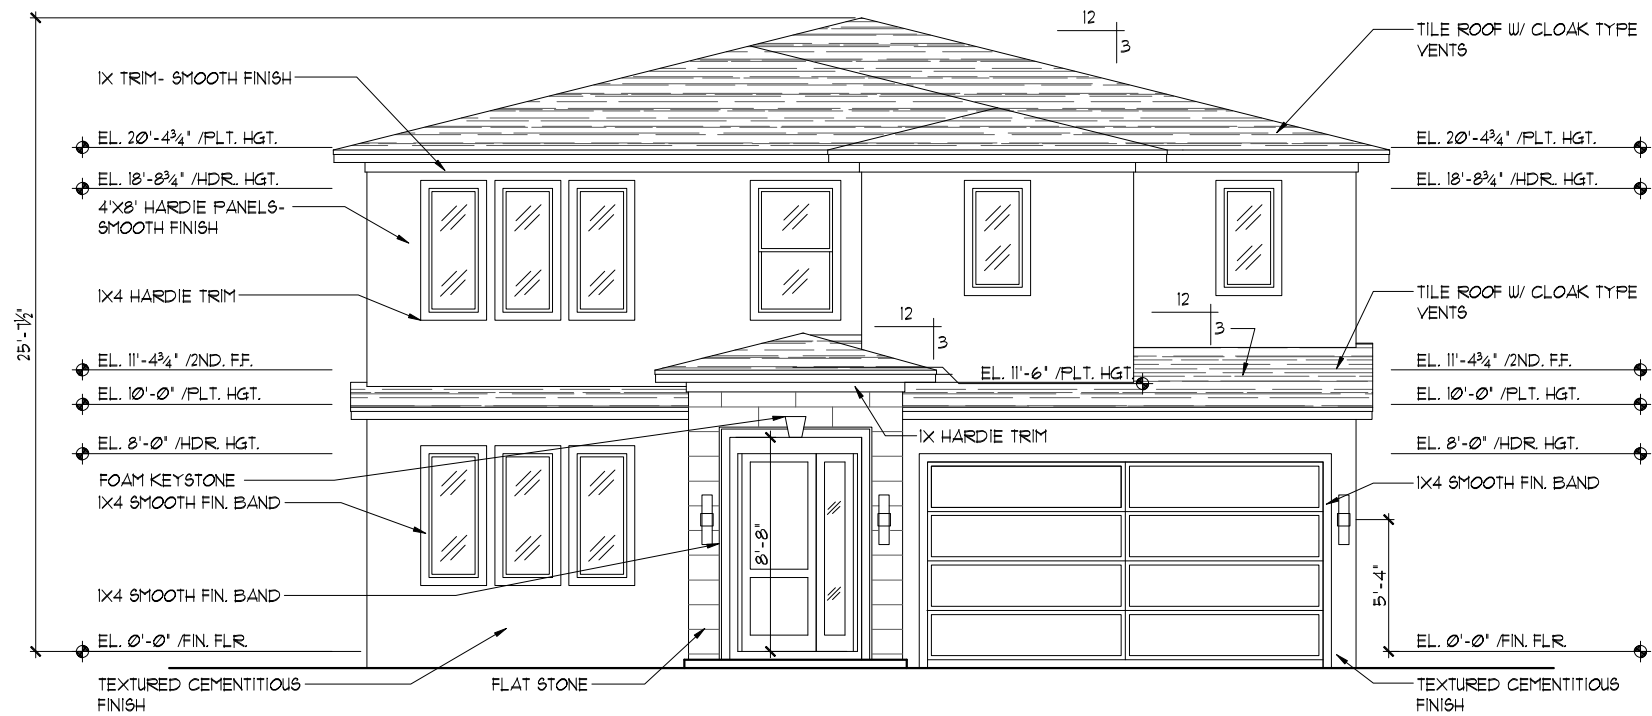 12
3
TILE ROOF W/ CLOAK TYPE
VENTS
1X TRIM- SMOOTH FINISH
EL. 20'-4¾" /PLT. HGT.
EL. 20'-4¾" /PLT. HGT.
EL. 18'-8¾" /HDR. HGT.
EL. 18'-8¾" /HDR. HGT.
4'X8' HARDIE PANELS-
SMOOTH FINISH
1X4 HARDIE TRIM
TILE ROOF W/ CLOAK TYPE
VENTS
12
3
12
3
25'-7½"
EL. 11'-4¾" /2ND. F.F.
EL. 11'-6" /PLT. HGT.
EL. 11'-4¾" /2ND. F.F.
EL. 10'-0" /PLT. HGT.
EL. 10'-0" /PLT. HGT.
EL. 8'-0" /HDR. HGT.
1X HARDIE TRIM
EL. 8'-0" /HDR. HGT.
FOAM KEYSTONE
1X4 SMOOTH FIN. BAND
1X4 SMOOTH FIN. BAND
8'-8"
5'-4"
1X4 SMOOTH FIN. BAND
EL. 0'-0" /FIN. FLR.
EL. 0'-0" /FIN. FLR.
TEXTURED CEMENTITIOUS
FINISH
FLAT STONE
TEXTURED CEMENTITIOUS
FINISH